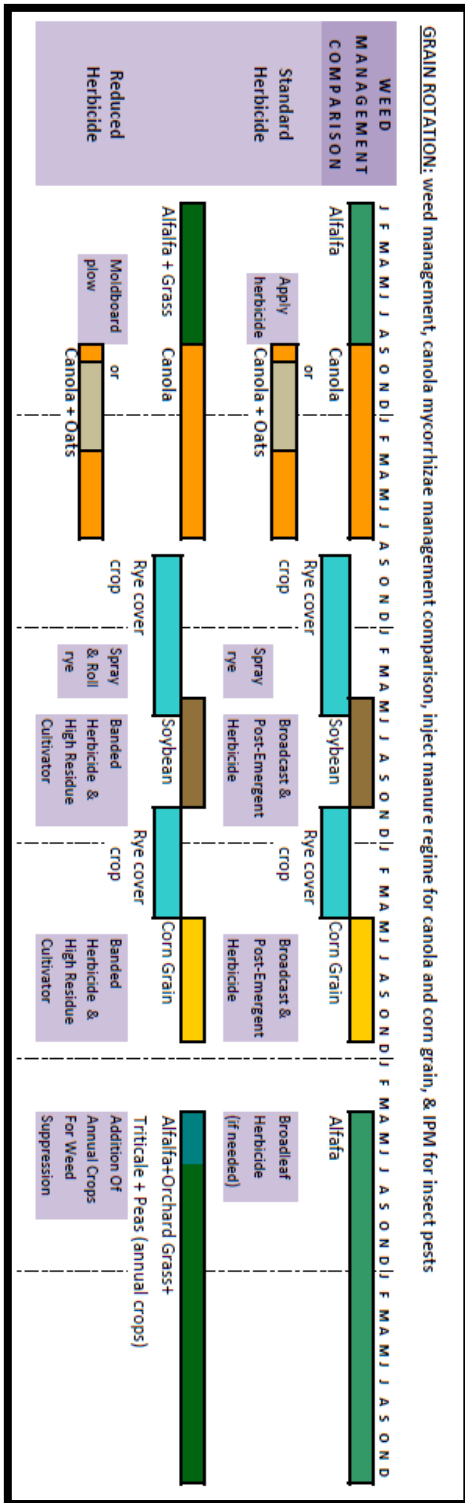 GRAIN ROTATION: weed management, canola mycorrhizae management comparison, inject manure regime for canola and corn grain, & IPM for insect pests
WEED
MANAGEMENT
COMPARISON
J F M A M J J A S O N D J F M A M J J A S O N D J F M A M J J A S O N D J F M A M J J A S O N D J F M A M J J A S O N D J F M A M J J A S O N D
Standard
Herbicide
Alfalfa
Canola
or
Canola + Oats
Apply
herbicide
Rye cover
crop
Soybean
Spray
rye
Broadcast &
Post-Emergent
Herbicide
Rye cover
crop
Corn Grain
Broadcast &
Post-Emergent
Herbicide
Alfafa
Broadleaf
Herbicide
(if needed)
Reduced
Herbicide
Alfalfa + Grass
Canola
or
Canola + Oats
Moldboard
plow
Rye cover
crop
Soybean
Spray
& Roll
rye
Banded
Herbicide &
High Residue
Cultivator
Rye cover
crop
Corn Grain
Banded
Herbicide &
High Residue
Cultivator
Alfalfa+Orchard Grass+
Triticale + Peas (annual crops)
Addition Of
Annual Crops
For Weed
Suppression